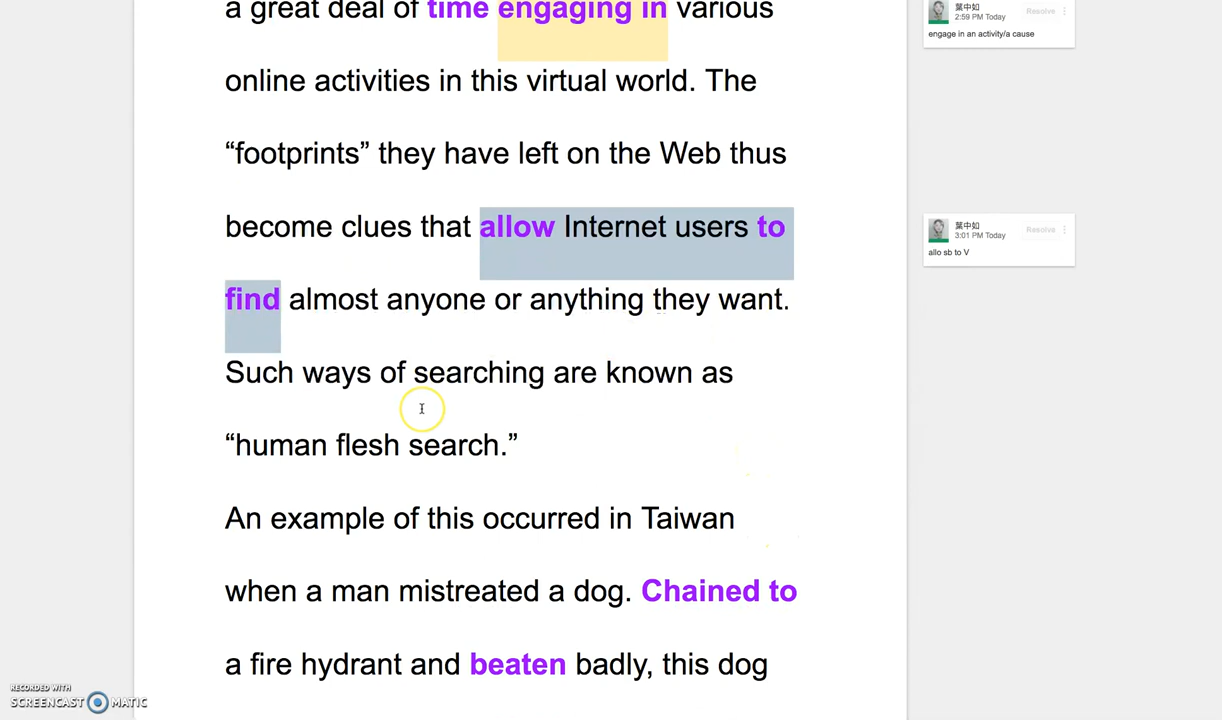 a great deal of time engaging in various
online activities in this virtual world. The
“footprints” they have left on the Web thus
become clues that allow Internet users to
find almost anyone or anything they want.
Such ways of searching are known as
“human flesh search.”
An example of this occurred in Taiwan
when a man mistreated a dog. Chained to
a fire hydrant and beaten badly, this dog
葉中如
2:59 PM Today
Resolve
engage in an activity/a cause
葉中如
3:01 PM Today
Resolve
allo sb to V
RECORDED WITH
SCREENCAST MATIC